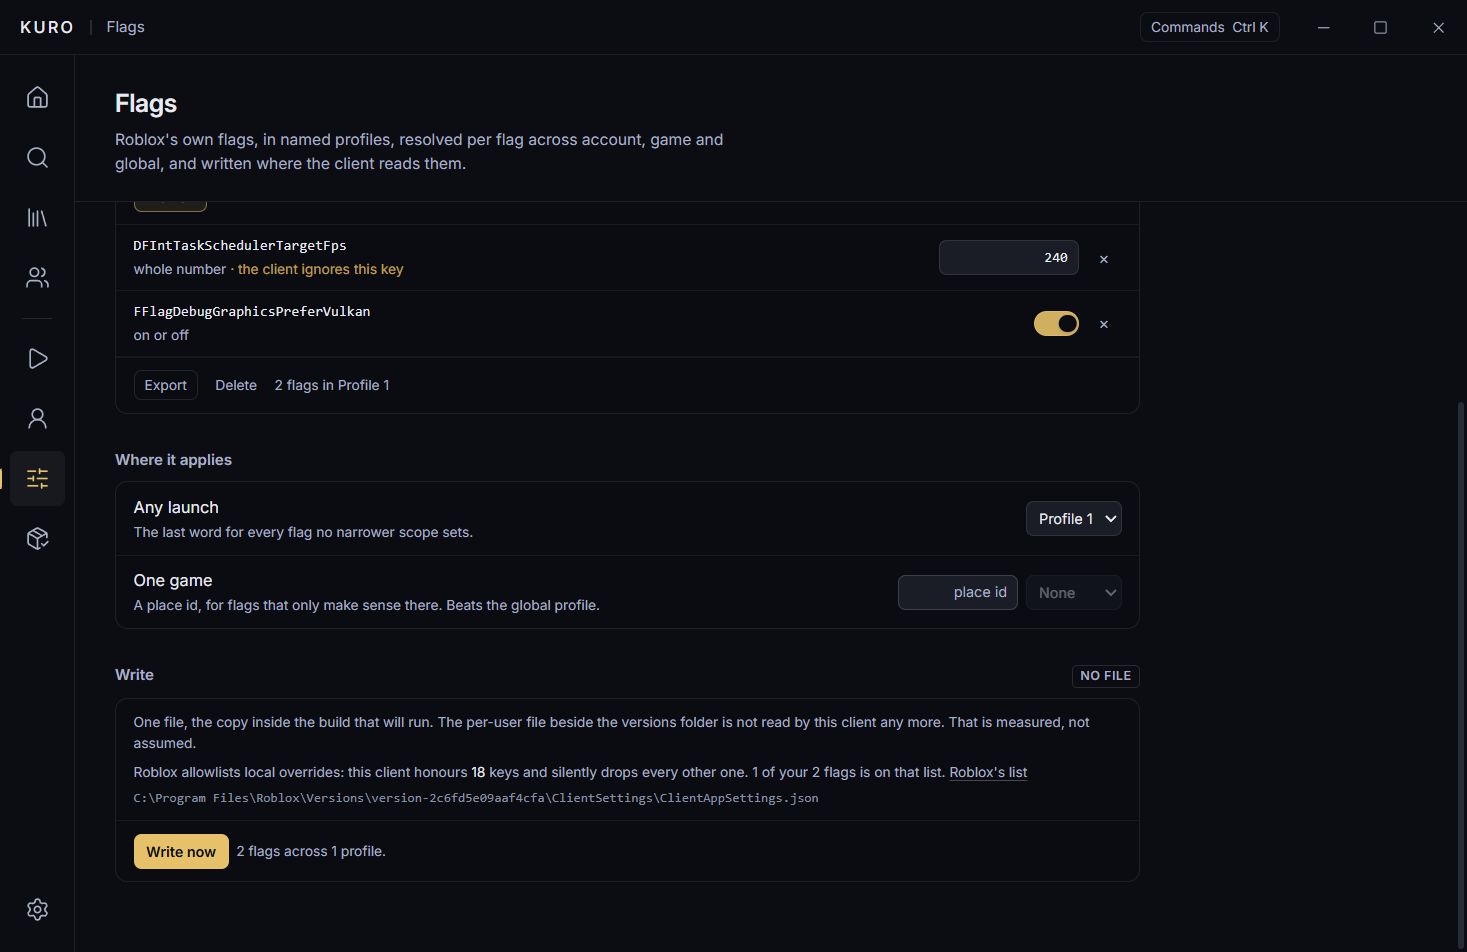 KURO | Flags
Commands Ctrl K
Flags
Roblox's own flags, in named profiles, resolved per flag across account, game and
global, and written where the client reads them.
DFIntTaskSchedulerTargetFps
whole number · the client ignores this key
240
FFlagDebugGraphicsPreferVulkan
on or off
Export Delete 2 flags in Profile 1
Where it applies
Any launch
The last word for every flag no narrower scope sets.
Profile 1
One game
A place id, for flags that only make sense there. Beats the global profile.
place id
None
Write
NO FILE
One file, the copy inside the build that will run. The per-user file beside the versions folder is not read by this client any more. That is measured, not
assumed.
Roblox allowlists local overrides: this client honours 18 keys and silently drops every other one. 1 of your 2 flags is on that list. Roblox's list
C:\Program Files\Roblox\Versions\version-2c6fd5e09aaf4cfa\ClientSettings\ClientAppSettings.json
Write now 2 flags across 1 profile.